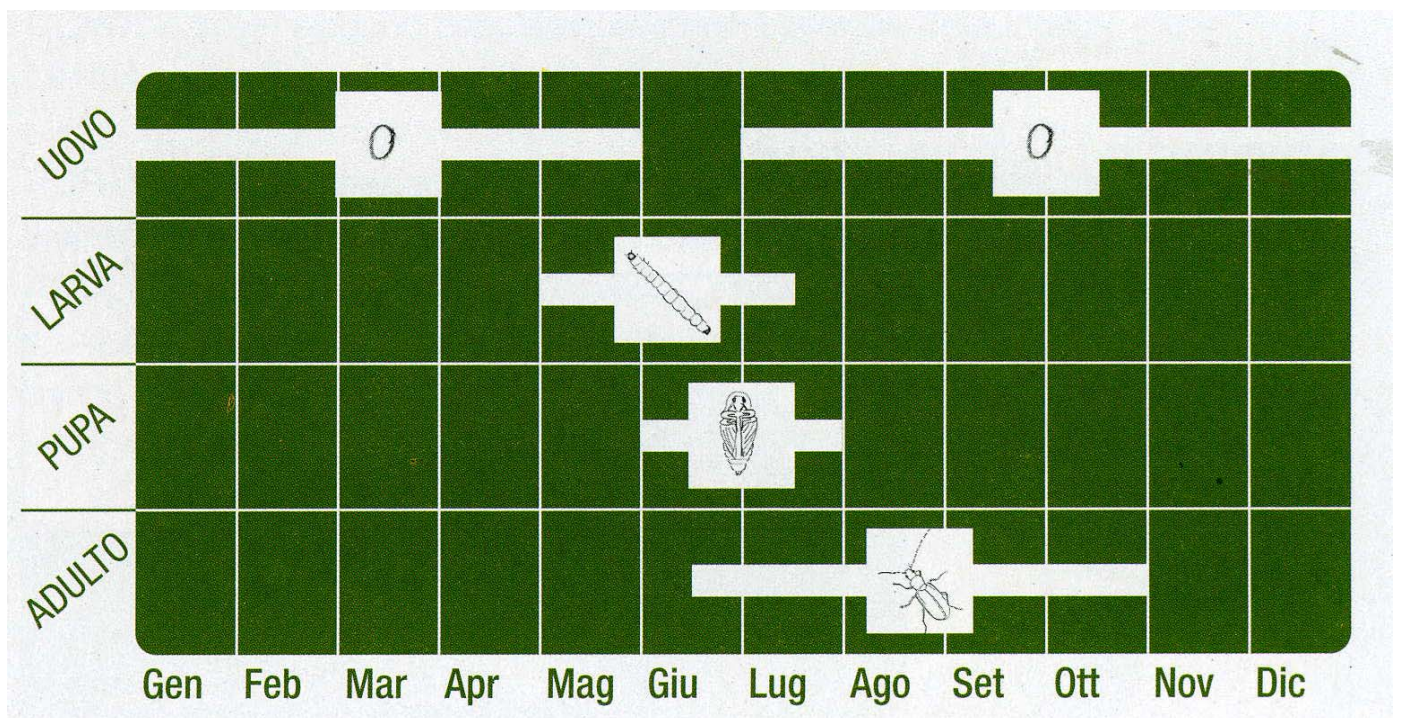 UOVO
LARVA
PUPA
ADULTO
Gen Feb Mar Apr Mag Giu Lug Ago Set Ott Nov Dic